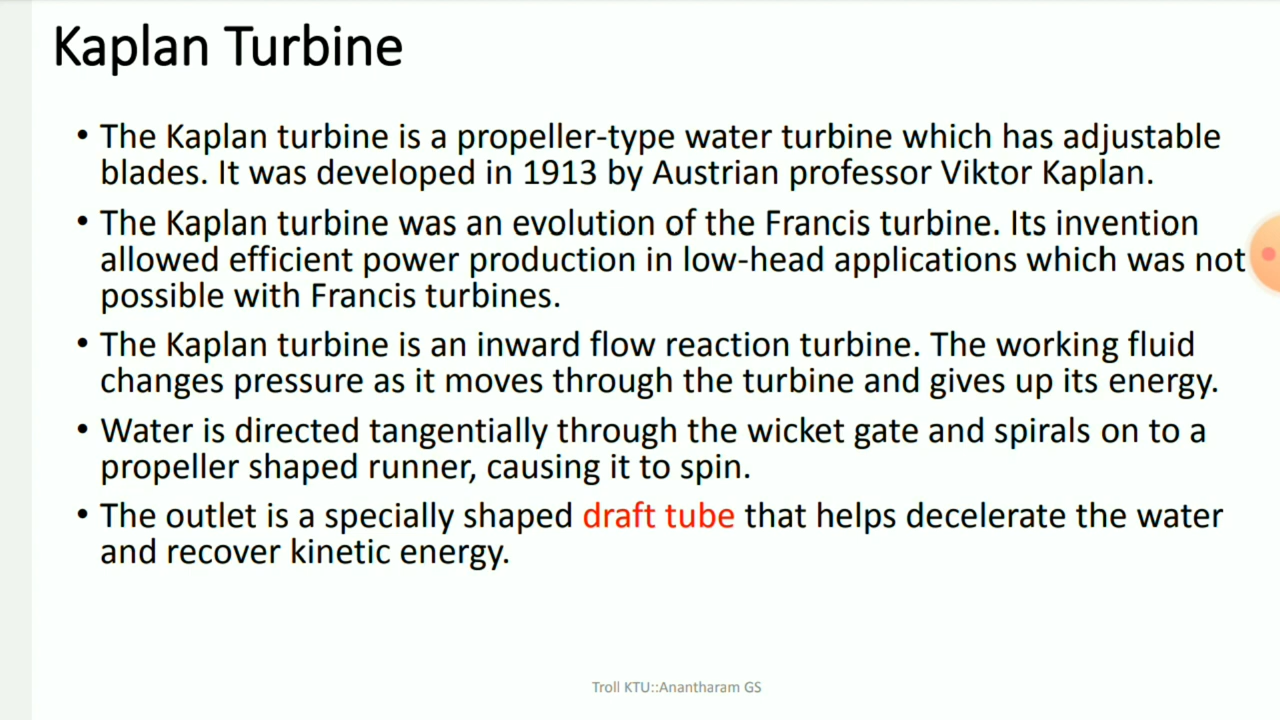 Kaplan Turbine
• The Kaplan turbine is a propeller-type water turbine which has adjustable
blades. It was developed in 1913 by Austrian professor Viktor Kaplan.
• The Kaplan turbine was an evolution of the Francis turbine. Its invention
allowed efficient power production in low-head applications which was not
possible with Francis turbines.
• The Kaplan turbine is an inward flow reaction turbine. The working fluid
changes pressure as it moves through the turbine and gives up its energy.
• Water is directed tangentially through the wicket gate and spirals on to a
propeller shaped runner, causing it to spin.
• The outlet is a specially shaped draft tube that helps decelerate the water
and recover kinetic energy.
Troll KTU::Anantharam GS